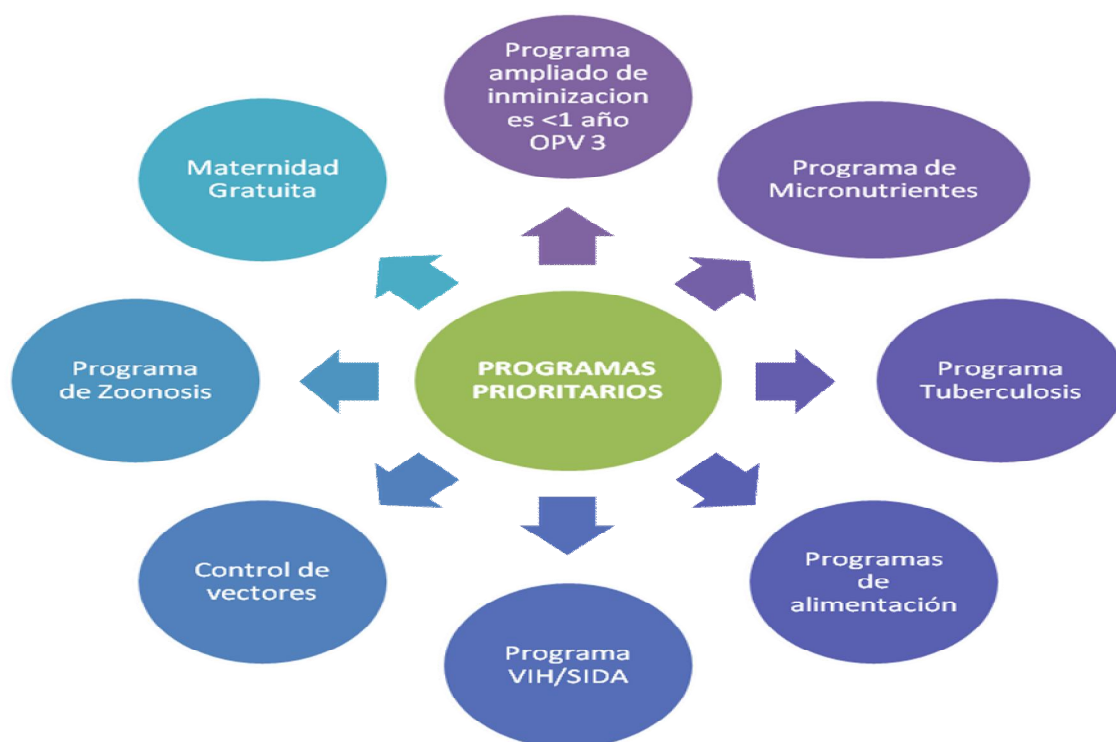 Programa
ampliado de
inminizacion
es <1 año
OPV 3
Maternidad
Gratuita
Programa de
Micronutrientes
Programa
de Zoonosis
PROGRAMAS
PRIORITARIOS
Programa
Tuberculosis
Control de
vectores
Programas
de
alimentación
Programa
VIH/SIDA